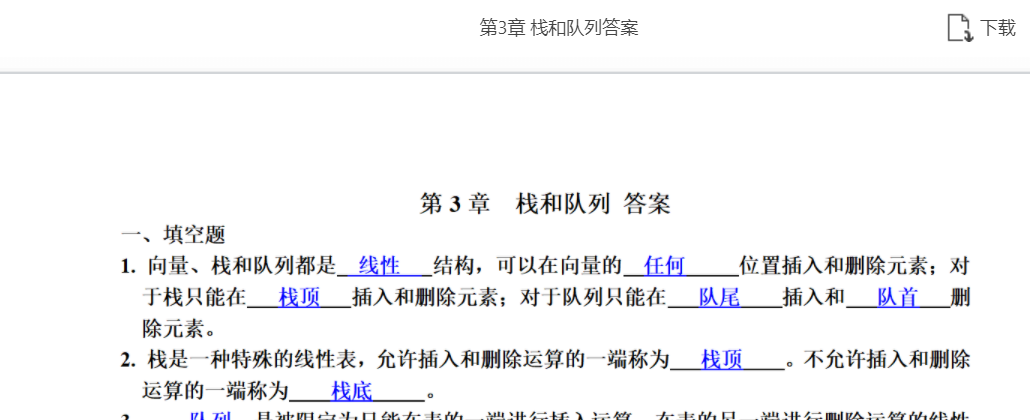 第3章 栈和队列答案
下载
第 3 章 栈和队列 答案
一、填空题
1. 向量、栈和队列都是 线性 结构，可以在向量的 任何 位置插入和删除元素；对
于栈只能在 栈顶 插入和删除元素；对于队列只能在 队尾 插入和 队首 删
除元素。
2. 栈是一种特殊的线性表，允许插入和删除运算的一端称为 栈顶 。不允许插入和删除
运算的一端称为 栈底 。
3. 队列 是被限定为只能在表的一端进行插入运算，在表的另一端进行删除运算的线性